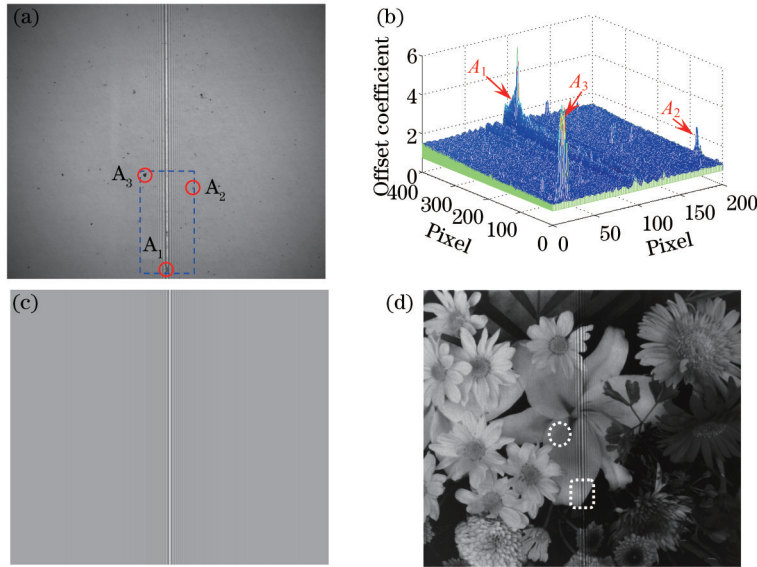 (a)
A₃
A₂
A₁
(b)
Offset coefficient
6
4
2
0
A₁
A₃
A₂
400
300
200
100
0
Pixel
0
50
100
150
200
Pixel
(c)
(d)